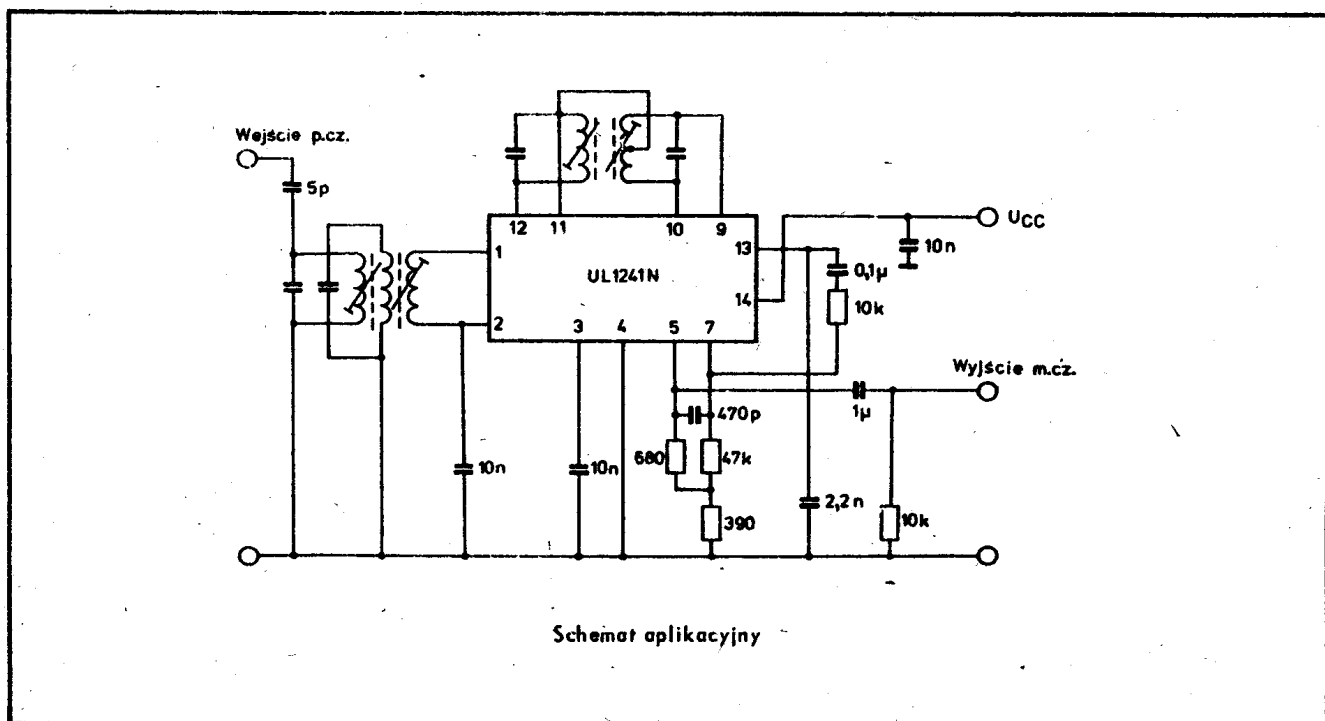 Wejście p.cz.
5p
12 11 10 9
1
2
UL1241N
13
14
3 4 5 7
UCC
10n
0,1µ
10k
Wyjście m.cz.
1µ
470p
680
47k
10n
10n
390
2,2n
10k
Schemat aplikacyjny